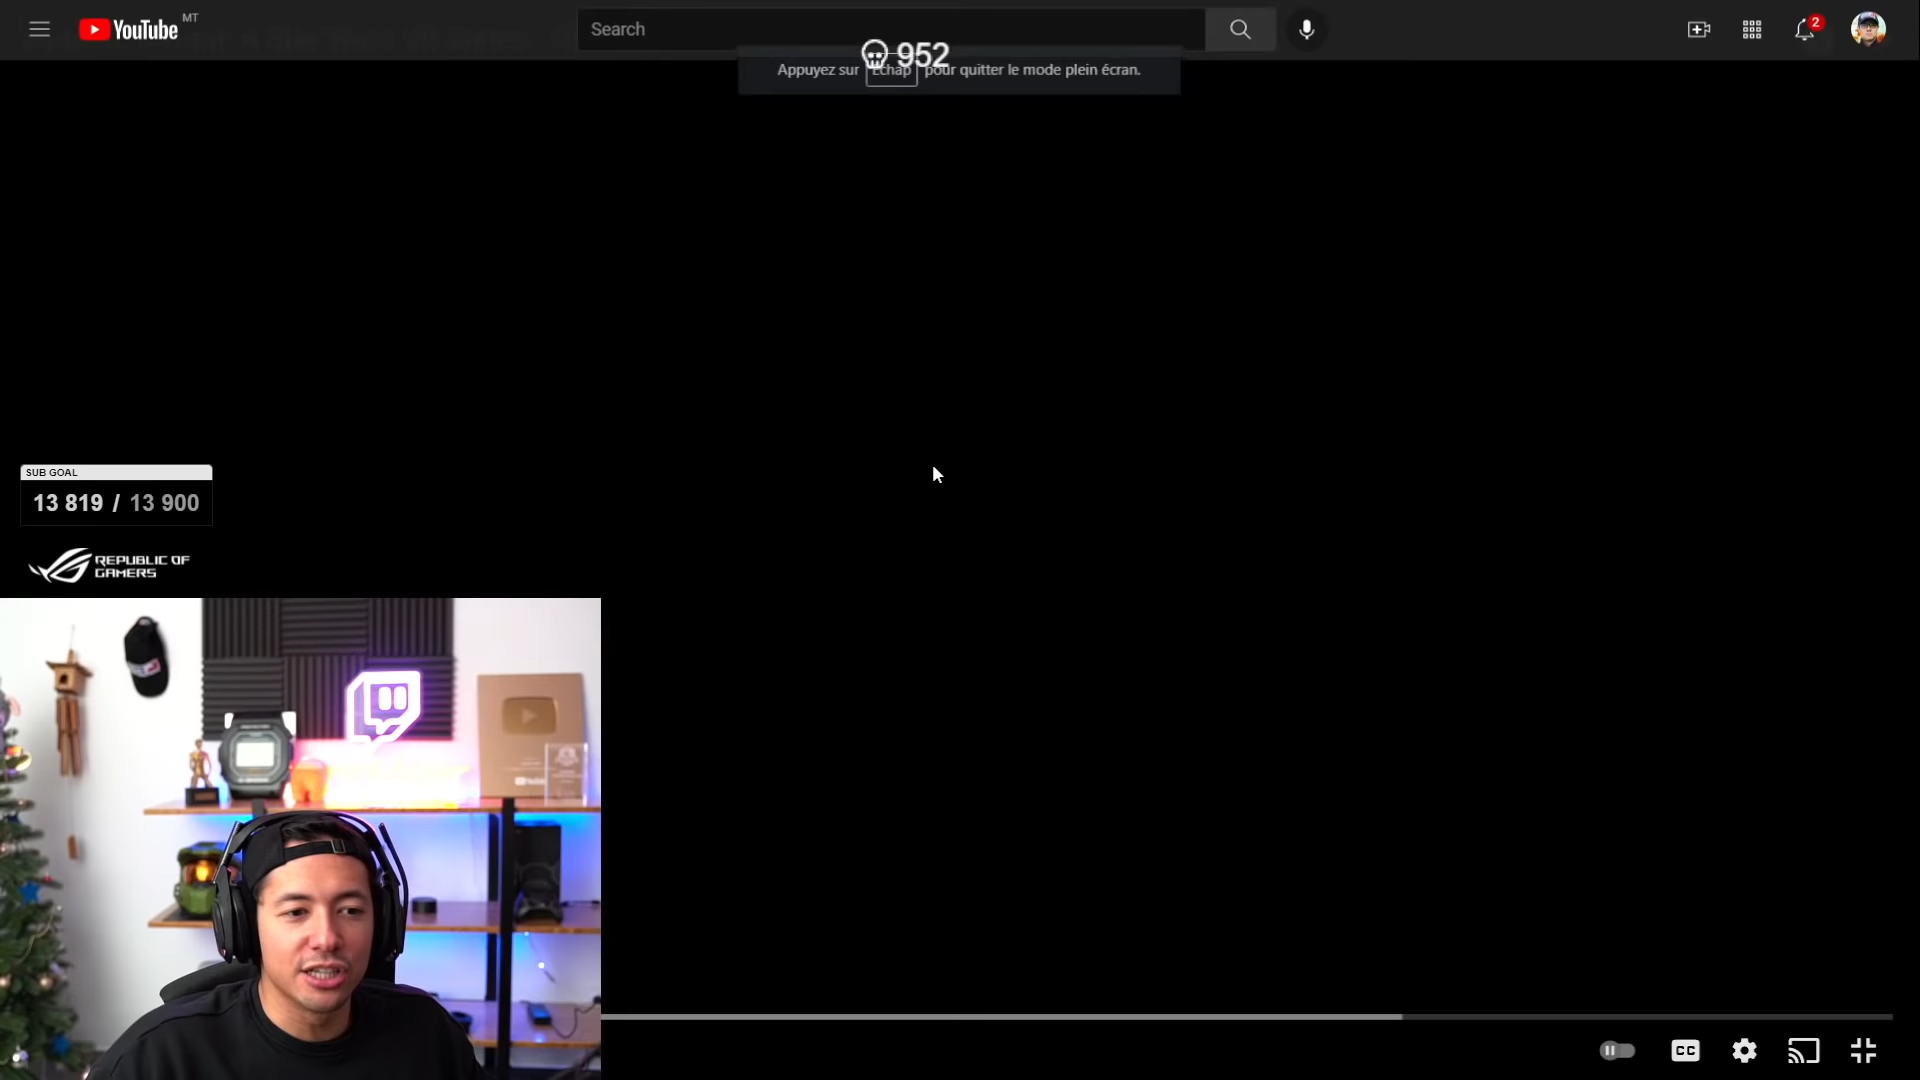 YouTube MT
Search
2
952
Appuyez sur Echap pour quitter le mode plein écran.
SUB GOAL
13 819 / 13 900
REPUBLIC OF
GAMERS
CC